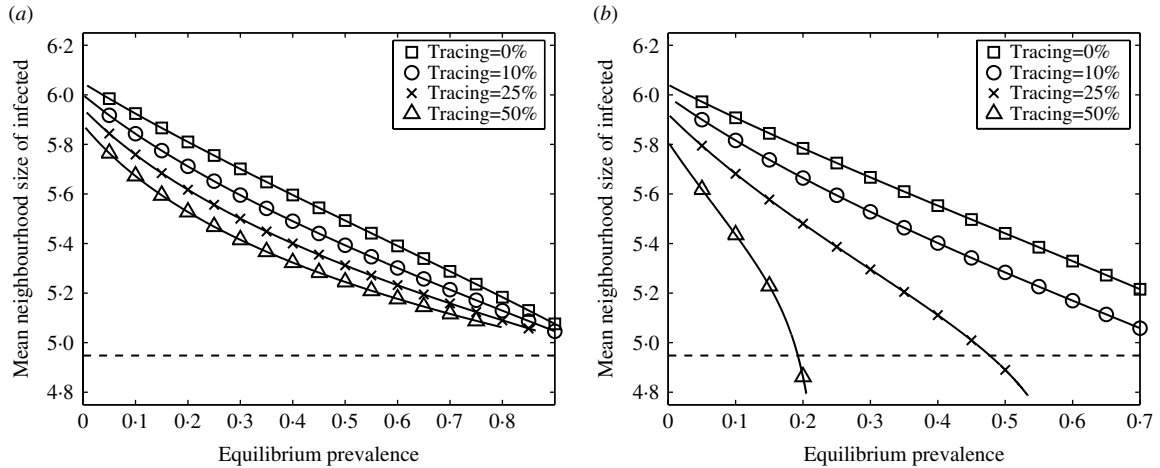 (a)
Mean neighbourhood size of infected
6·2
6·0
5·8
5·6
5·4
5·2
5·0
4·8
Tracing=0%
Tracing=10%
Tracing=25%
Tracing=50%
0 0·1 0·2 0·3 0·4 0·5 0·6 0·7 0·8
Equilibrium prevalence
(b)
Mean neighbourhood size of infected
6·2
6·0
5·8
5·6
5·4
5·2
5·0
4·8
Tracing=0%
Tracing=10%
Tracing=25%
Tracing=50%
0 0·1 0·2 0·3 0·4 0·5 0·6 0·7
Equilibrium prevalence